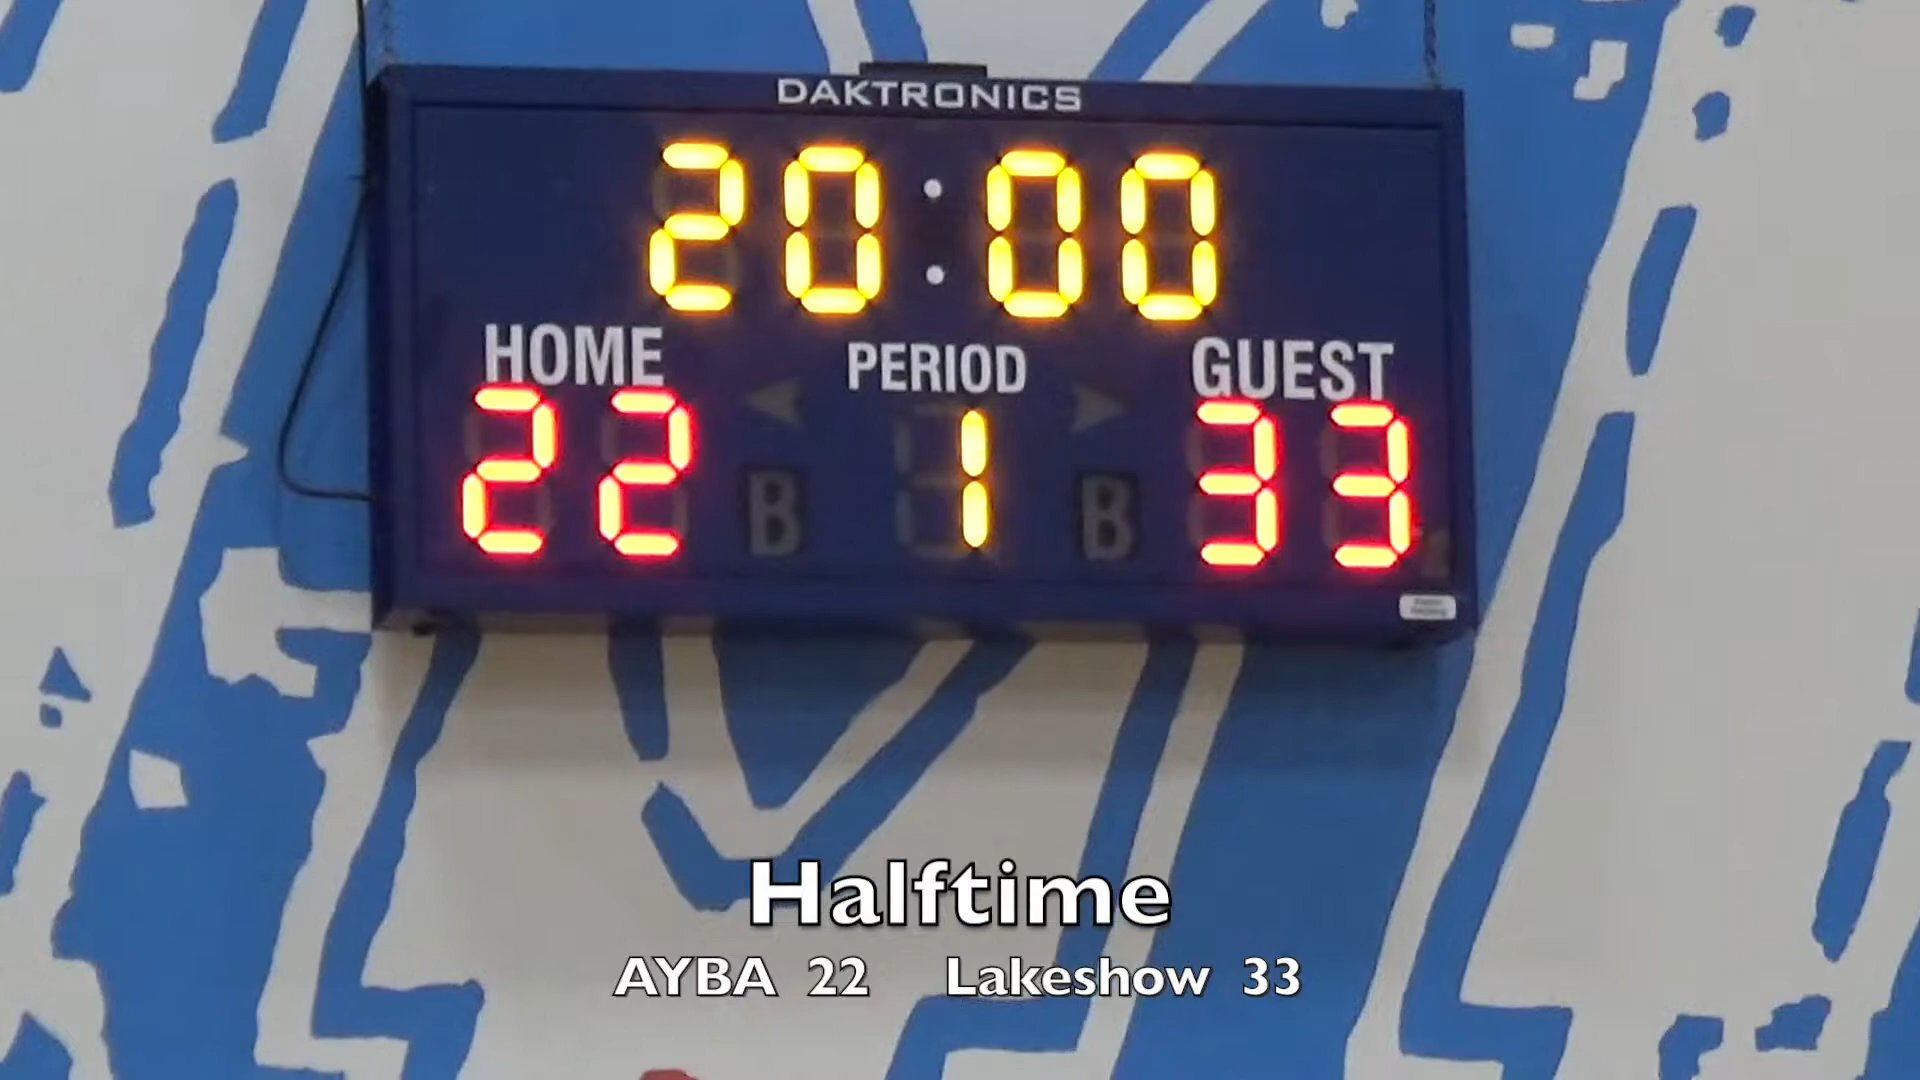 DAKTRONICS
20:00
HOME PERIOD GUEST
22 B 1 B 33
Halftime
AYBA 22 Lakeshow 33